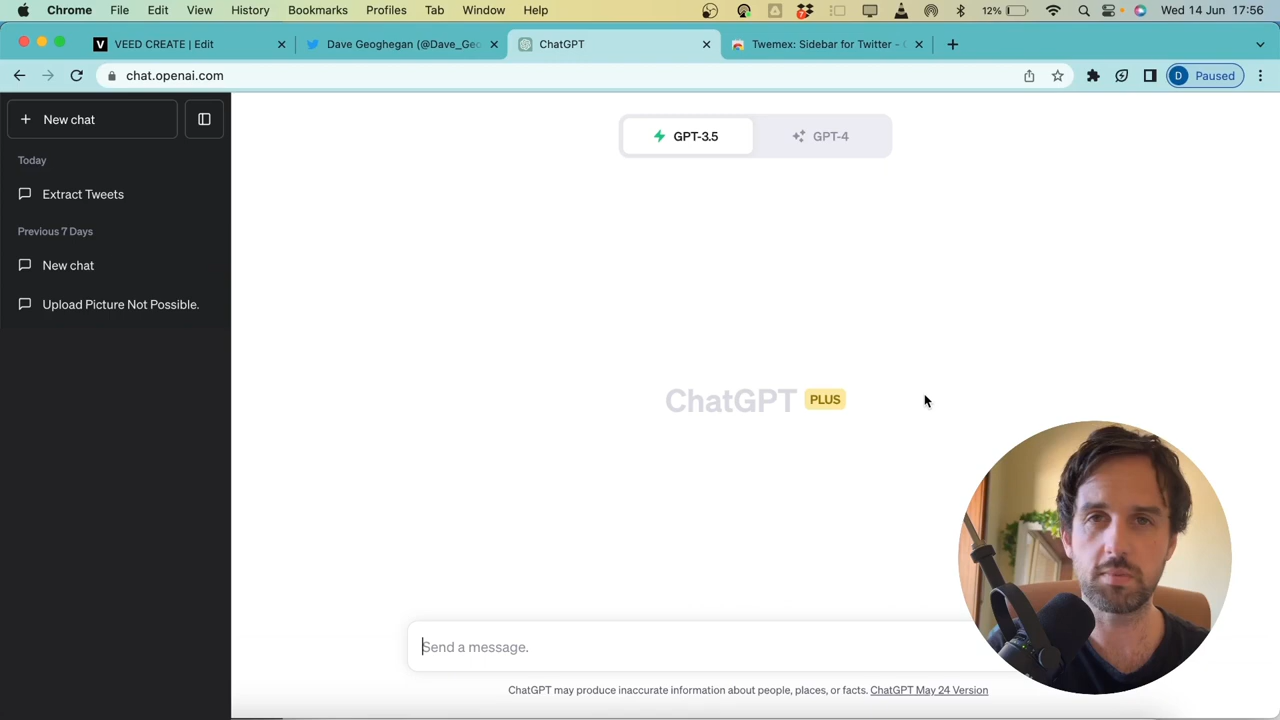 Chrome File Edit View History Bookmarks Profiles Tab Window Help 12% Wed 14 Jun 17:56
VEED CREATE | Edit Dave Geoghegan (@Dave_Geo ChatGPT Twemex: Sidebar for Twitter -
chat.openai.com D Paused
New chat
GPT-3.5 GPT-4
Today
Extract Tweets
Previous 7 Days
New chat
Upload Picture Not Possible.
ChatGPT PLUS
Send a message.
ChatGPT may produce inaccurate information about people, places, or facts. ChatGPT May 24 Version